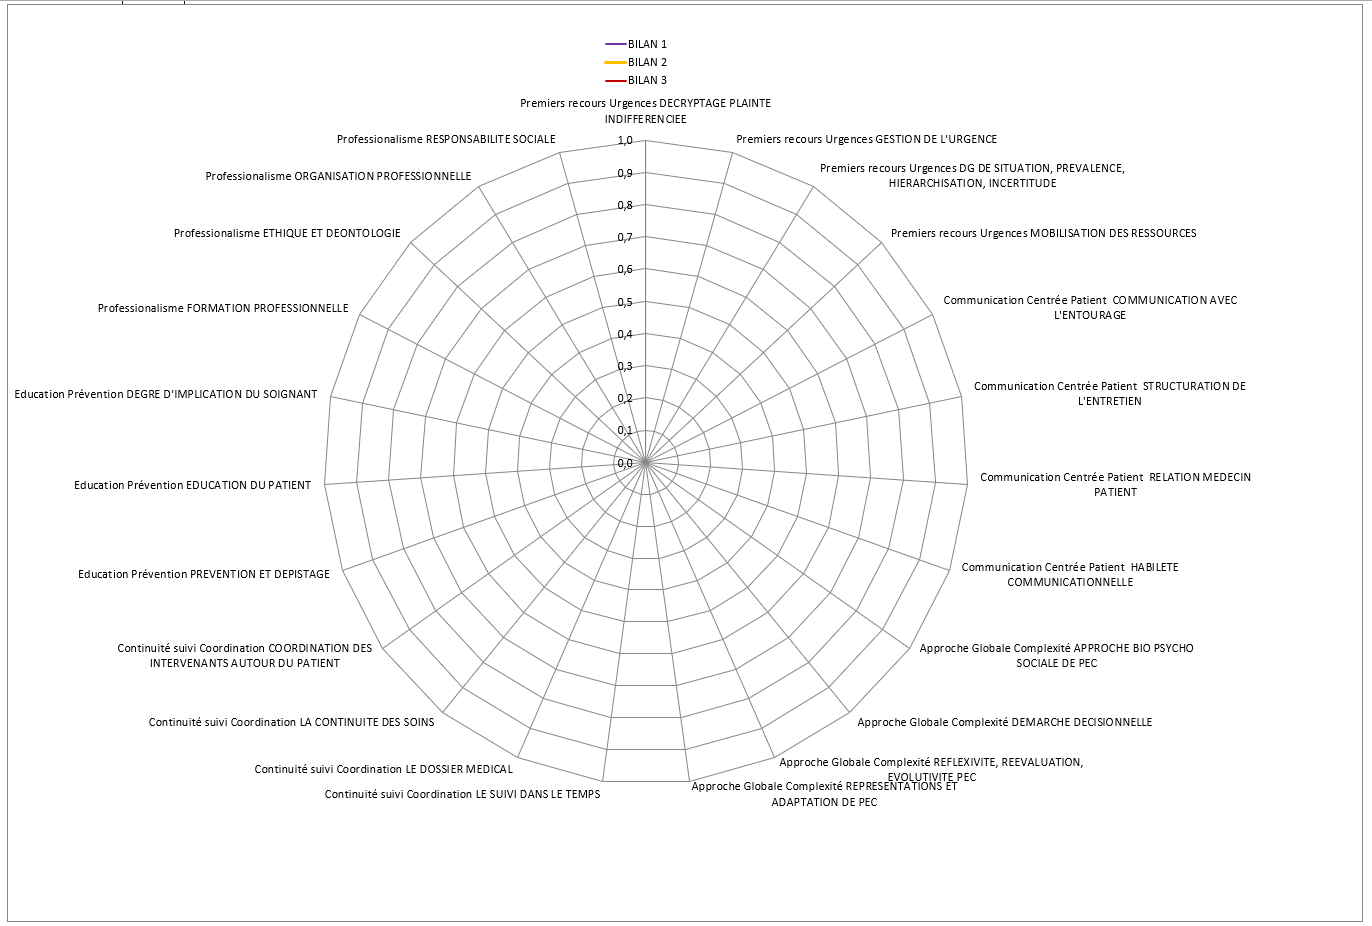 BILAN 1
BILAN 2
BILAN 3
Premiers recours Urgences DECRYPTAGE PLAINTE
INDIFFERENCIEE
Premiers recours Urgences GESTION DE L'URGENCE
Premiers recours Urgences DG DE SITUATION, PREVALENCE,
HIERARCHISATION, INCERTITUDE
Premiers recours Urgences MOBILISATION DES RESSOURCES
Communication Centrée Patient  COMMUNICATION AVEC
L'ENTOURAGE
Communication Centrée Patient  STRUCTURATION DE
L'ENTRETIEN
Communication Centrée Patient  RELATION MEDECIN
PATIENT
Communication Centrée Patient  HABILETE
COMMUNICATIONNELLE
Approche Globale Complexité APPROCHE BIO PSYCHO
SOCIALE DE PEC
Approche Globale Complexité DEMARCHE DECISIONNELLE
Approche Globale Complexité REFLEXIVITE, REEVALUATION,
EVOLUTIVITE PEC
Approche Globale Complexité REPRESENTATIONS ET
ADAPTATION DE PEC
Continuité suivi Coordination LE SUIVI DANS LE TEMPS
Continuité suivi Coordination LE DOSSIER MEDICAL
Continuité suivi Coordination LA CONTINUITE DES SOINS
Continuité suivi Coordination COORDINATION DES
INTERVENANTS AUTOUR DU PATIENT
Education Prévention PREVENTION ET DEPISTAGE
Education Prévention EDUCATION DU PATIENT
Education Prévention DEGRE D'IMPLICATION DU SOIGNANT
Professionalisme FORMATION PROFESSIONNELLE
Professionalisme ETHIQUE ET DEONTOLOGIE
Professionalisme ORGANISATION PROFESSIONNELLE
Professionalisme RESPONSABILITE SOCIALE
1,0
0,9
0,8
0,7
0,6
0,5
0,4
0,3
0,2
0,1
0,0